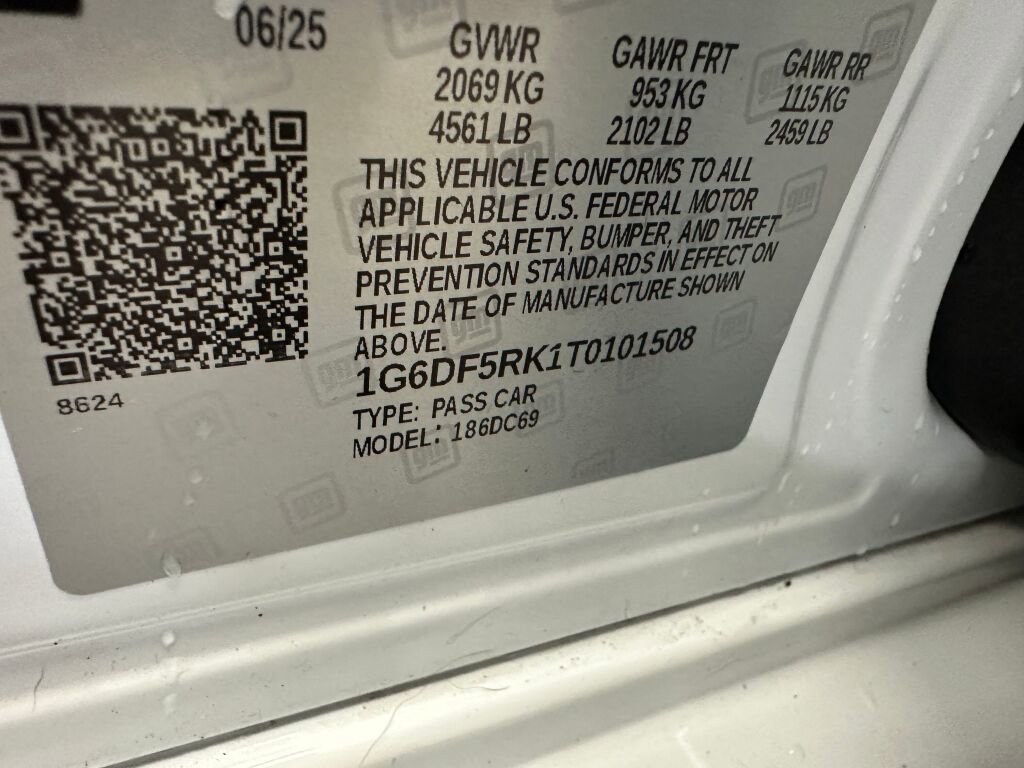 06/25
GVWR GAWR FRT GAWR RR
2069 KG 953 KG 1115 KG
4561 LB 2102 LB 2459 LB
THIS VEHICLE CONFORMS TO ALL
APPLICABLE U.S. FEDERAL MOTOR
VEHICLE SAFETY, BUMPER, AND THEFT
PREVENTION STANDARDS IN EFFECT ON
THE DATE OF MANUFACTURE SHOWN
ABOVE.
1G6DF5RK1T0101508
TYPE: PASS CAR
MODEL: 186DC69
8624